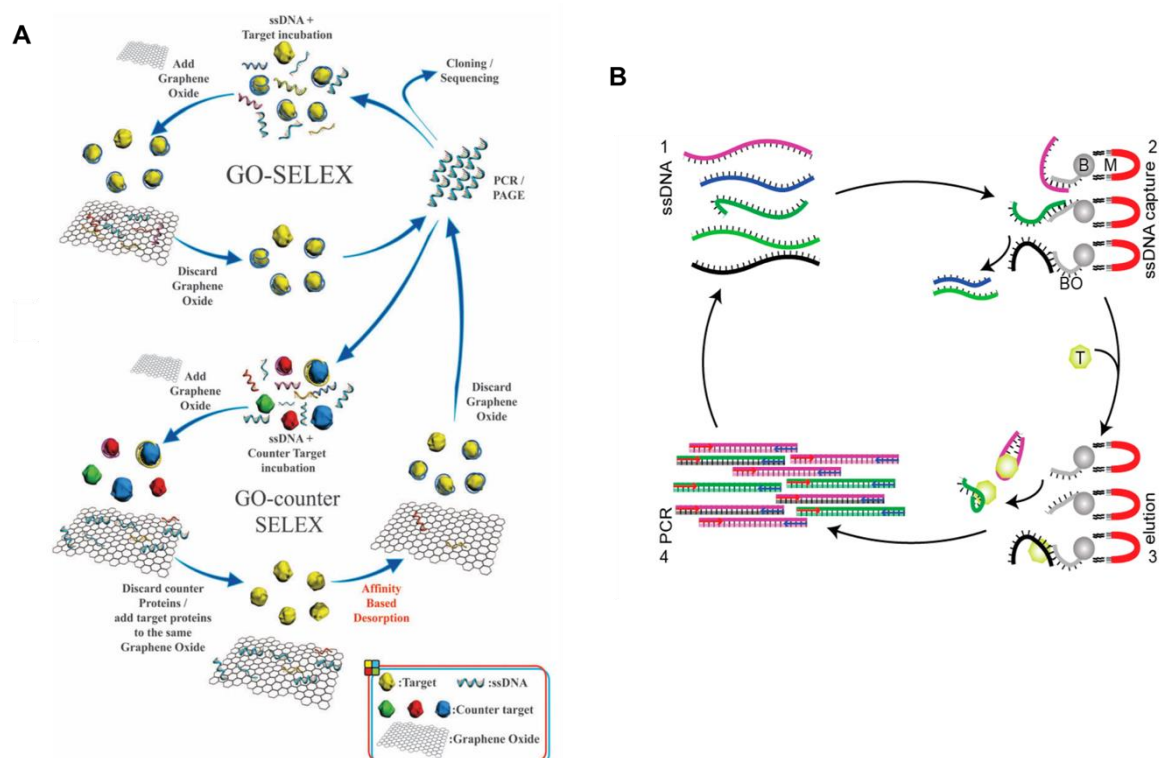 A
ssDNA +
Target incubation
Add
Graphene
Oxide
Cloning /
Sequencing
GO-SELEX
PCR /
PAGE
Discard
Graphene
Oxide
Add
Graphene
Oxide
ssDNA +
Counter Target
incubation
Discard
Graphene
Oxide
GO-counter
SELEX
Discard counter
Proteins /
add target proteins
to the same
Graphene Oxide
Affinity
Based
Desorption
:Target
:ssDNA
:Counter target
:Graphene Oxide
B
1
ssDNA
2
ssDNA capture
B
M
BO
T
elution
3
PCR
4